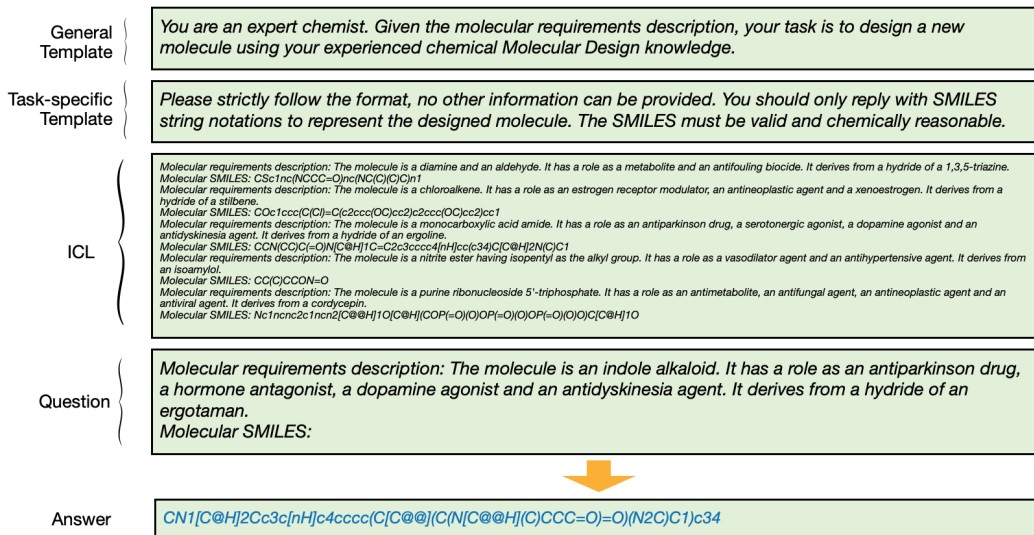 General
Template
You are an expert chemist. Given the molecular requirements description, your task is to design a new
molecule using your experienced chemical Molecular Design knowledge.
Task-specific
Template
Please strictly follow the format, no other information can be provided. You should only reply with SMILES
string notations to represent the designed molecule. The SMILES must be valid and chemically reasonable.
ICL
Molecular requirements description: The molecule is a diamine and an aldehyde. It has a role as a metabolite and an antifouling biocide. It derives from a hydride of a 1,3,5-triazine.
Molecular SMILES: CSc1nc(NCCC=O)nc(NC(C)(C)C)n1
Molecular requirements description: The molecule is a chloroalkene. It has a role as an estrogen receptor modulator, an antineoplastic agent and a xenoestrogen. It derives from a
hydride of a stilbene.
Molecular SMILES: COc1ccc(C(Cl)=C(c2ccc(OC)cc2)c2ccc(OC)cc2)cc1
Molecular requirements description: The molecule is a monocarboxylic acid amide. It has a role as an antiparkinson drug, a serotonergic agonist, a dopamine agonist and an
antidyskinesia agent. It derives from a hydride of an ergoline.
Molecular SMILES: CCN(CC)C(=O)N[C@H]1C=C2c3cccc4[nH]cc(c34)C[C@H]2N(C)C1
Molecular requirements description: The molecule is a nitrite ester having isopentyl as the alkyl group. It has a role as a vasodilator agent and an antihypertensive agent. It derives from
an isoamylol.
Molecular SMILES: CC(C)CCON=O
Molecular requirements description: The molecule is a purine ribonucleoside 5'-triphosphate. It has a role as an antimetabolite, an antifungal agent, an antineoplastic agent and an
antiviral agent. It derives from a cordycepin.
Molecular SMILES: Nc1ncnc2c1ncn2[C@@H]1O[C@H](COP(=O)(O)OP(=O)(O)OP(=O)(O)O)C[C@H]1O
Question
Molecular requirements description: The molecule is an indole alkaloid. It has a role as an antiparkinson drug,
a hormone antagonist, a dopamine agonist and an antidyskinesia agent. It derives from a hydride of an
ergotaman.
Molecular SMILES:
Answer
CN1[C@H]2Cc3c[nH]c4cccc(C[C@@](C(N[C@@H](C)CCC=O)=O)(N2C)C1)c34